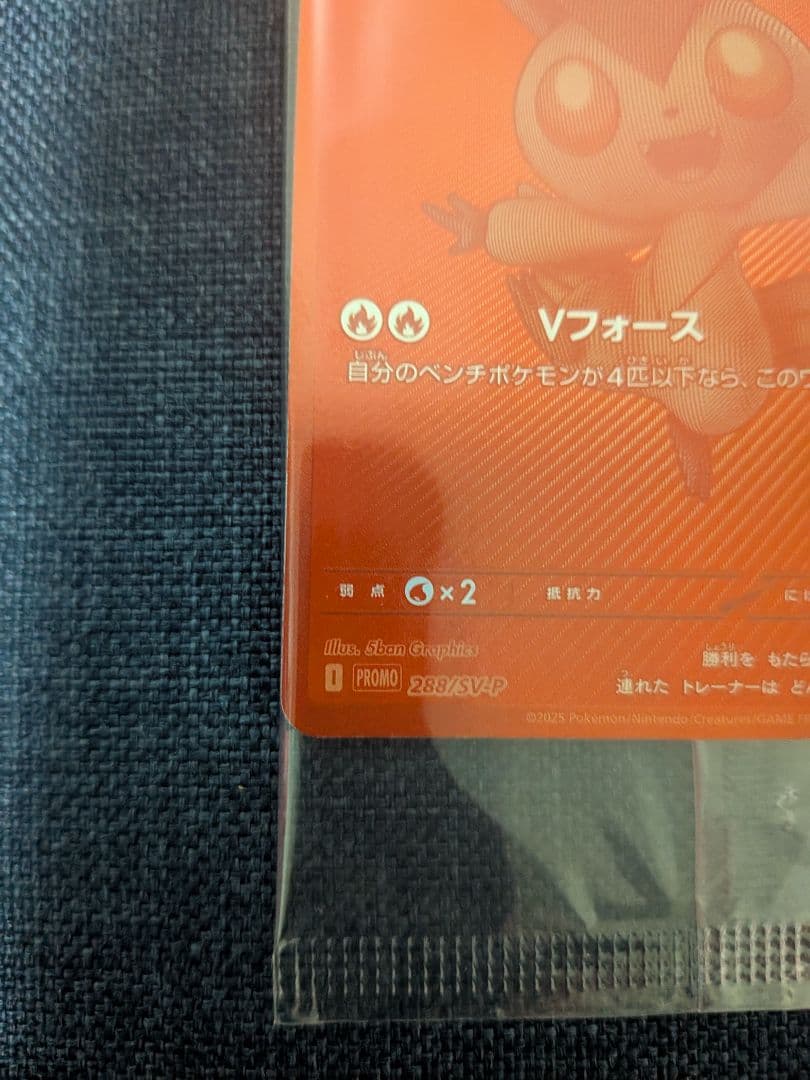 Vフォース
自分のベンチポケモンが4匹以下なら、このワ
弱点 ×2 抵抗力 にげ
Illus. 5ban Graphics
勝利を もたら
I PROMO 288/SV-P
連れた トレーナーは どん
©2025 Pokémon/Nintendo/Creatures/GAME FR